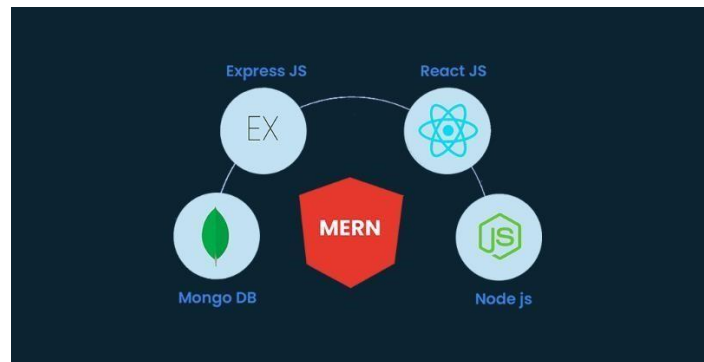 Express JS
React JS
EX
MERN
JS
Mongo DB
Node js